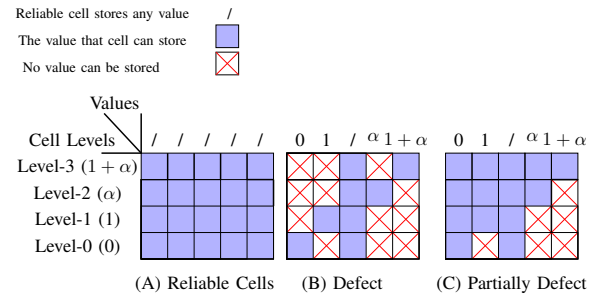 Reliable cell stores any value /
The value that cell can store
No value can be stored
Values
Cell Levels / / / / / 0 1 / α 1 + α 0 1 / α 1 + α
Level-3 (1 + α)
Level-2 (α)
Level-1 (1)
Level-0 (0)
(A) Reliable Cells (B) Defect (C) Partially Defect